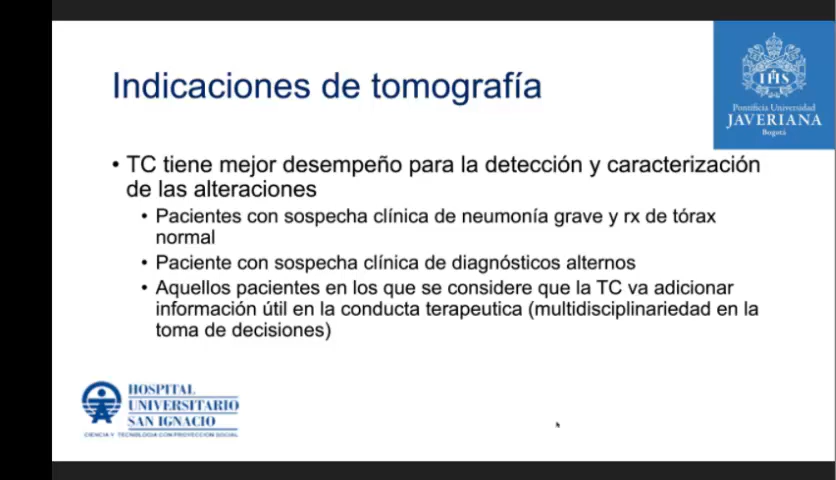 Indicaciones de tomografía
IHS
Pontificia Universidad
JAVERIANA
Bogotá
• TC tiene mejor desempeño para la detección y caracterización
de las alteraciones
• Pacientes con sospecha clínica de neumonía grave y rx de tórax
normal
• Paciente con sospecha clínica de diagnósticos alternos
• Aquellos pacientes en los que se considere que la TC va adicionar
información útil en la conducta terapeutica (multidisciplinariedad en la
toma de decisiones)
HOSPITAL
UNIVERSITARIO
SAN IGNACIO
CIENCIA Y TECNOLOGIA CON PROYECCION SOCIAL